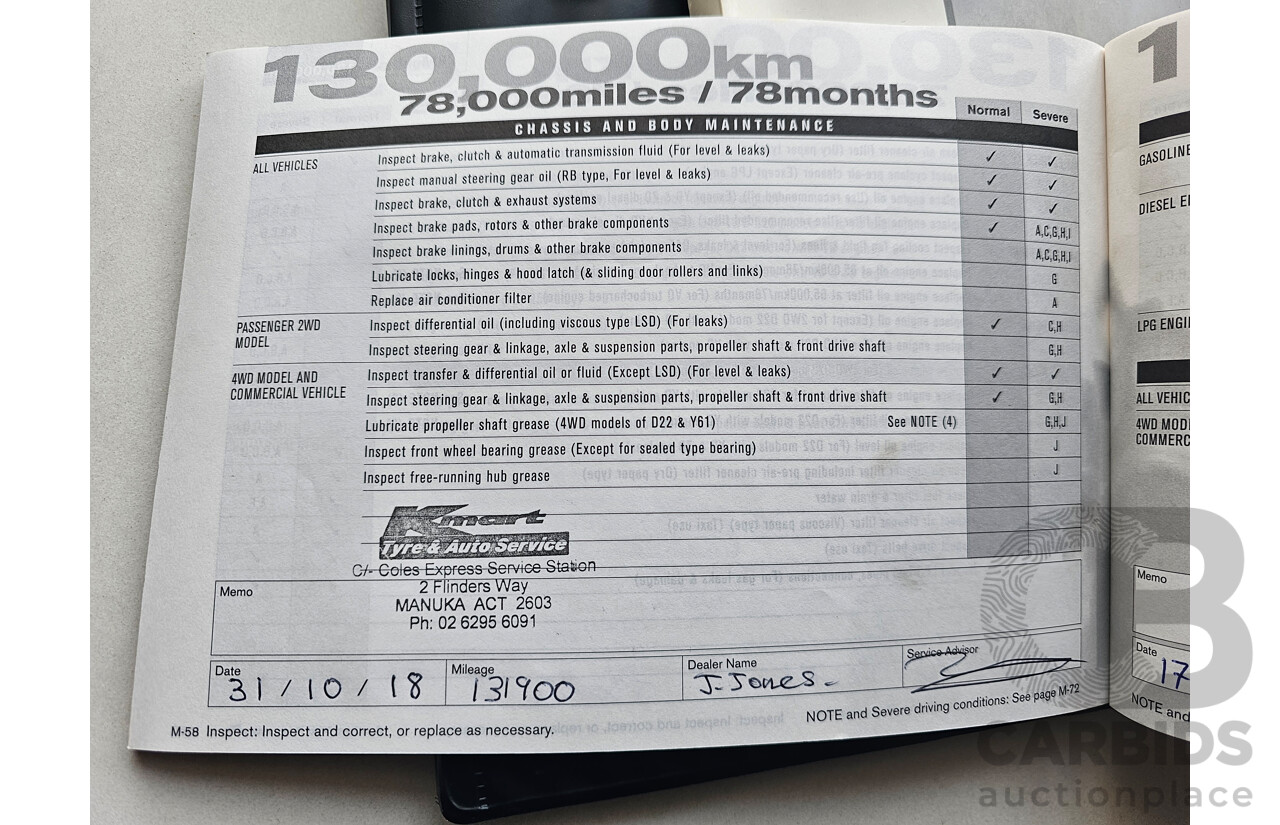 130,000km
78,000miles / 78months
Normal Severe
CHASSIS AND BODY MAINTENANCE
ALL VEHICLES Inspect brake, clutch & automatic transmission fluid (For level & leaks) ✓ ✓
Inspect manual steering gear oil (RB type, For level & leaks) ✓ ✓
Inspect brake, clutch & exhaust systems ✓ ✓
Inspect brake pads, rotors & other brake components ✓ A,C,G,H,I
Inspect brake linings, drums & other brake components A,C,G,H,I
Lubricate locks, hinges & hood latch (& sliding door rollers and links) G
Replace air conditioner filter A
PASSENGER 2WD MODEL Inspect differential oil (including viscous type LSD) (For leaks) ✓ C,H
Inspect steering gear & linkage, axle & suspension parts, propeller shaft & front drive shaft G,H
4WD MODEL AND COMMERCIAL VEHICLE Inspect transfer & differential oil or fluid (Except LSD) (For level & leaks) ✓ ✓
Inspect steering gear & linkage, axle & suspension parts, propeller shaft & front drive shaft ✓ G,H
Lubricate propeller shaft grease (4WD models of D22 & Y61) See NOTE (4) G,H,J
Inspect front wheel bearing grease (Except for sealed type bearing) J
Inspect free-running hub grease J
Kmart
Tyre & Auto Service
C/- Coles Express Service Station
2 Flinders Way
MANUKA ACT 2603
Ph: 02 6295 6091
Memo
Date Mileage Dealer Name Service Advisor
31/10/18 131900 J.Jones.
M-58 Inspect: Inspect and correct, or replace as necessary.
NOTE and Severe driving conditions: See page M-72
1
GASOLINE
DIESEL
LPG
ALL
4WD
Memo
Date
17
NOTE and
CARBIDS
auctionplace